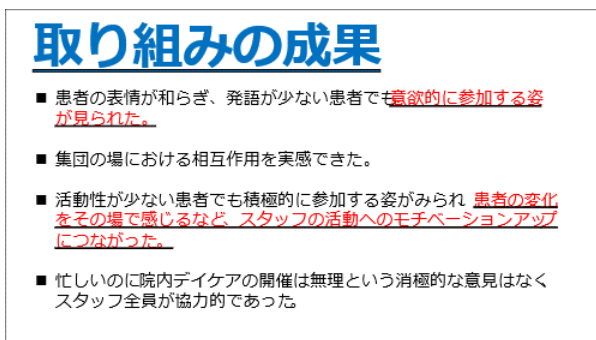 取り組みの成果
■ 患者の表情が和らぎ、発語が少ない患者でも意欲的に参加する姿
が見られた。
■ 集団の場における相互作用を実感できた。
■ 活動性が少ない患者でも積極的に参加する姿がみられ 患者の変化
をその場で感じるなど、スタッフの活動へのモチベーションアップ
につながった。
■ 忙しいのに院内デイケアの開催は無理という消極的な意見はなく
スタッフ全員が協力的であった。